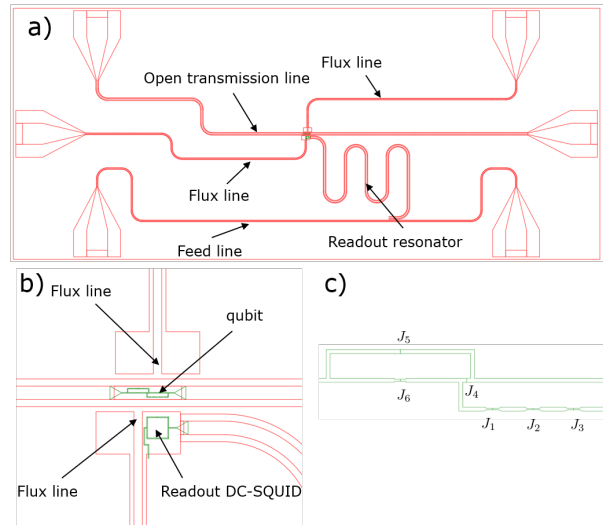 a)
Flux line
Open transmission line
Flux line
Feed line
Readout resonator
b)
Flux line
qubit
Flux line
Readout DC-SQUID
c)
J₅
J₆
J₄
J₁
J₂
J₃